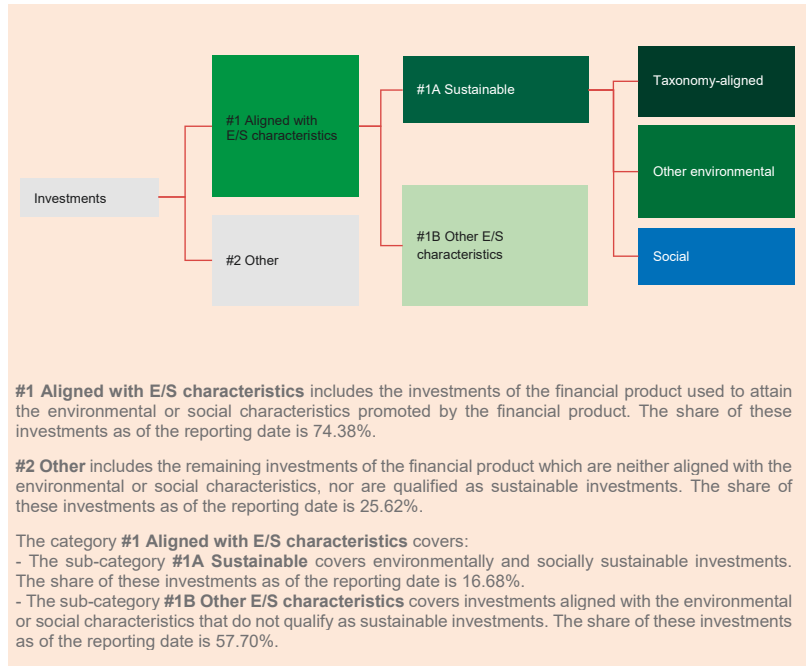 Investments
#1 Aligned with
E/S characteristics
#2 Other
#1A Sustainable
#1B Other E/S
characteristics
Taxonomy-aligned
Other environmental
Social
#1 Aligned with E/S characteristics includes the investments of the financial product used to attain
the environmental or social characteristics promoted by the financial product. The share of these
investments as of the reporting date is 74.38%.
#2 Other includes the remaining investments of the financial product which are neither aligned with the
environmental or social characteristics, nor are qualified as sustainable investments. The share of
these investments as of the reporting date is 25.62%.
The category #1 Aligned with E/S characteristics covers:
- The sub-category #1A Sustainable covers environmentally and socially sustainable investments.
The share of these investments as of the reporting date is 16.68%.
- The sub-category #1B Other E/S characteristics covers investments aligned with the environmental
or social characteristics that do not qualify as sustainable investments. The share of these investments
as of the reporting date is 57.70%.